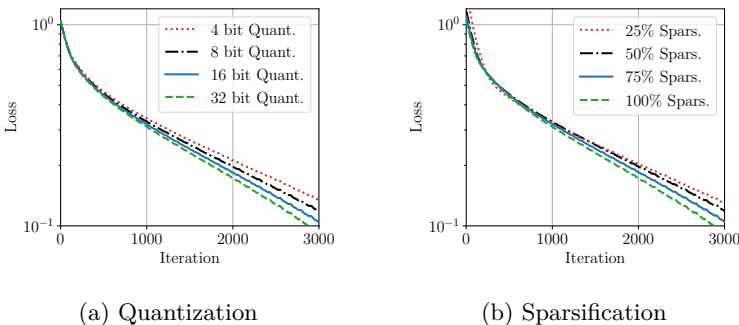 10^0
10^{-1}
Loss
4 bit Quant.
8 bit Quant.
16 bit Quant.
32 bit Quant.
0 1000 2000 3000
Iteration
(a) Quantization
10^0
10^{-1}
Loss
25% Spars.
50% Spars.
75% Spars.
100% Spars.
0 1000 2000 3000
Iteration
(b) Sparsification